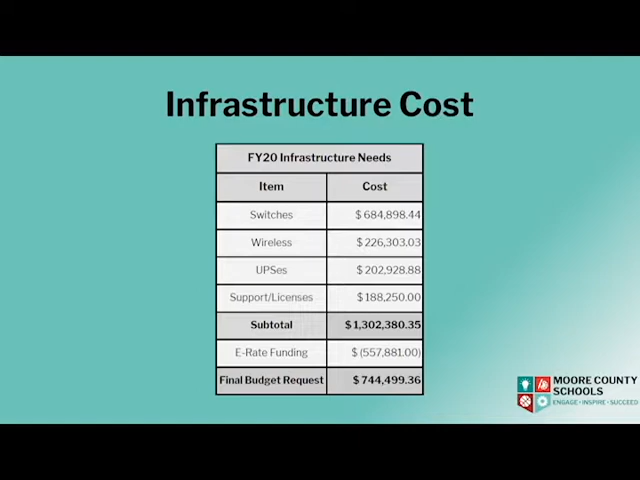 Infrastructure Cost
FY20 Infrastructure Needs
Item Cost
Switches $ 684,898.44
Wireless $ 226,303.03
UPSes $ 202,928.88
Support/Licenses $ 188,250.00
Subtotal $ 1,302,380.35
E-Rate Funding $ (557,881.00)
Final Budget Request $ 744,499.36
MOORE COUNTY
SCHOOLS
ENGAGE • INSPIRE • SUCCEED